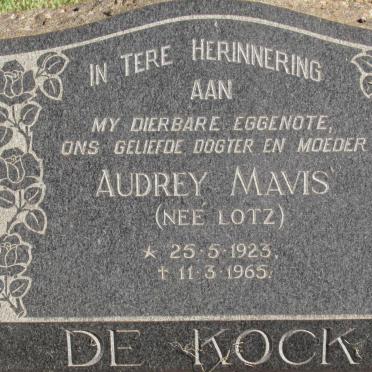 IN TERE HERINNERING
AAN
MY DIERBARE EGGENOTE,
ONS GELIEFDE DOGTER EN MOEDER
AUDREY MAVIS
(NEÉ LOTZ)
★ 25-5-1923.
† 11-3-1965.
DE KOCK